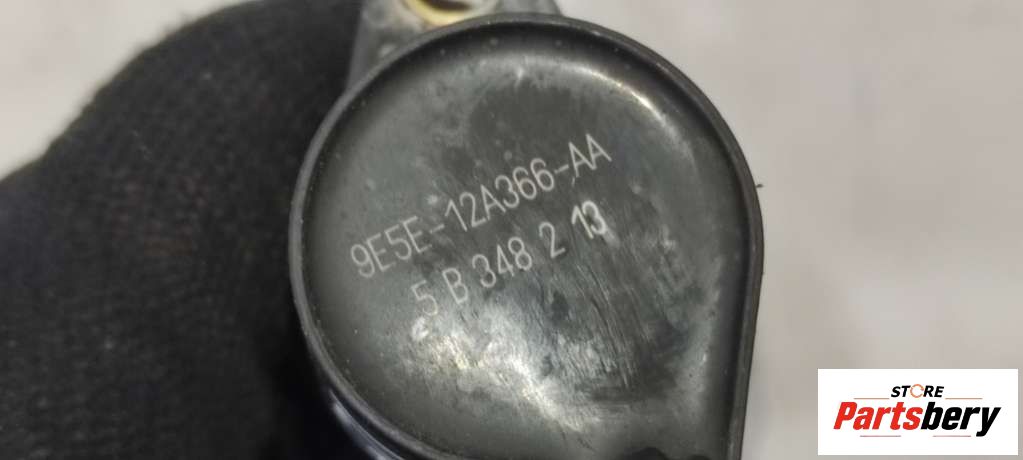 9E5E-12A366-AA
5 B 348 2 13
STORE
Partsbery